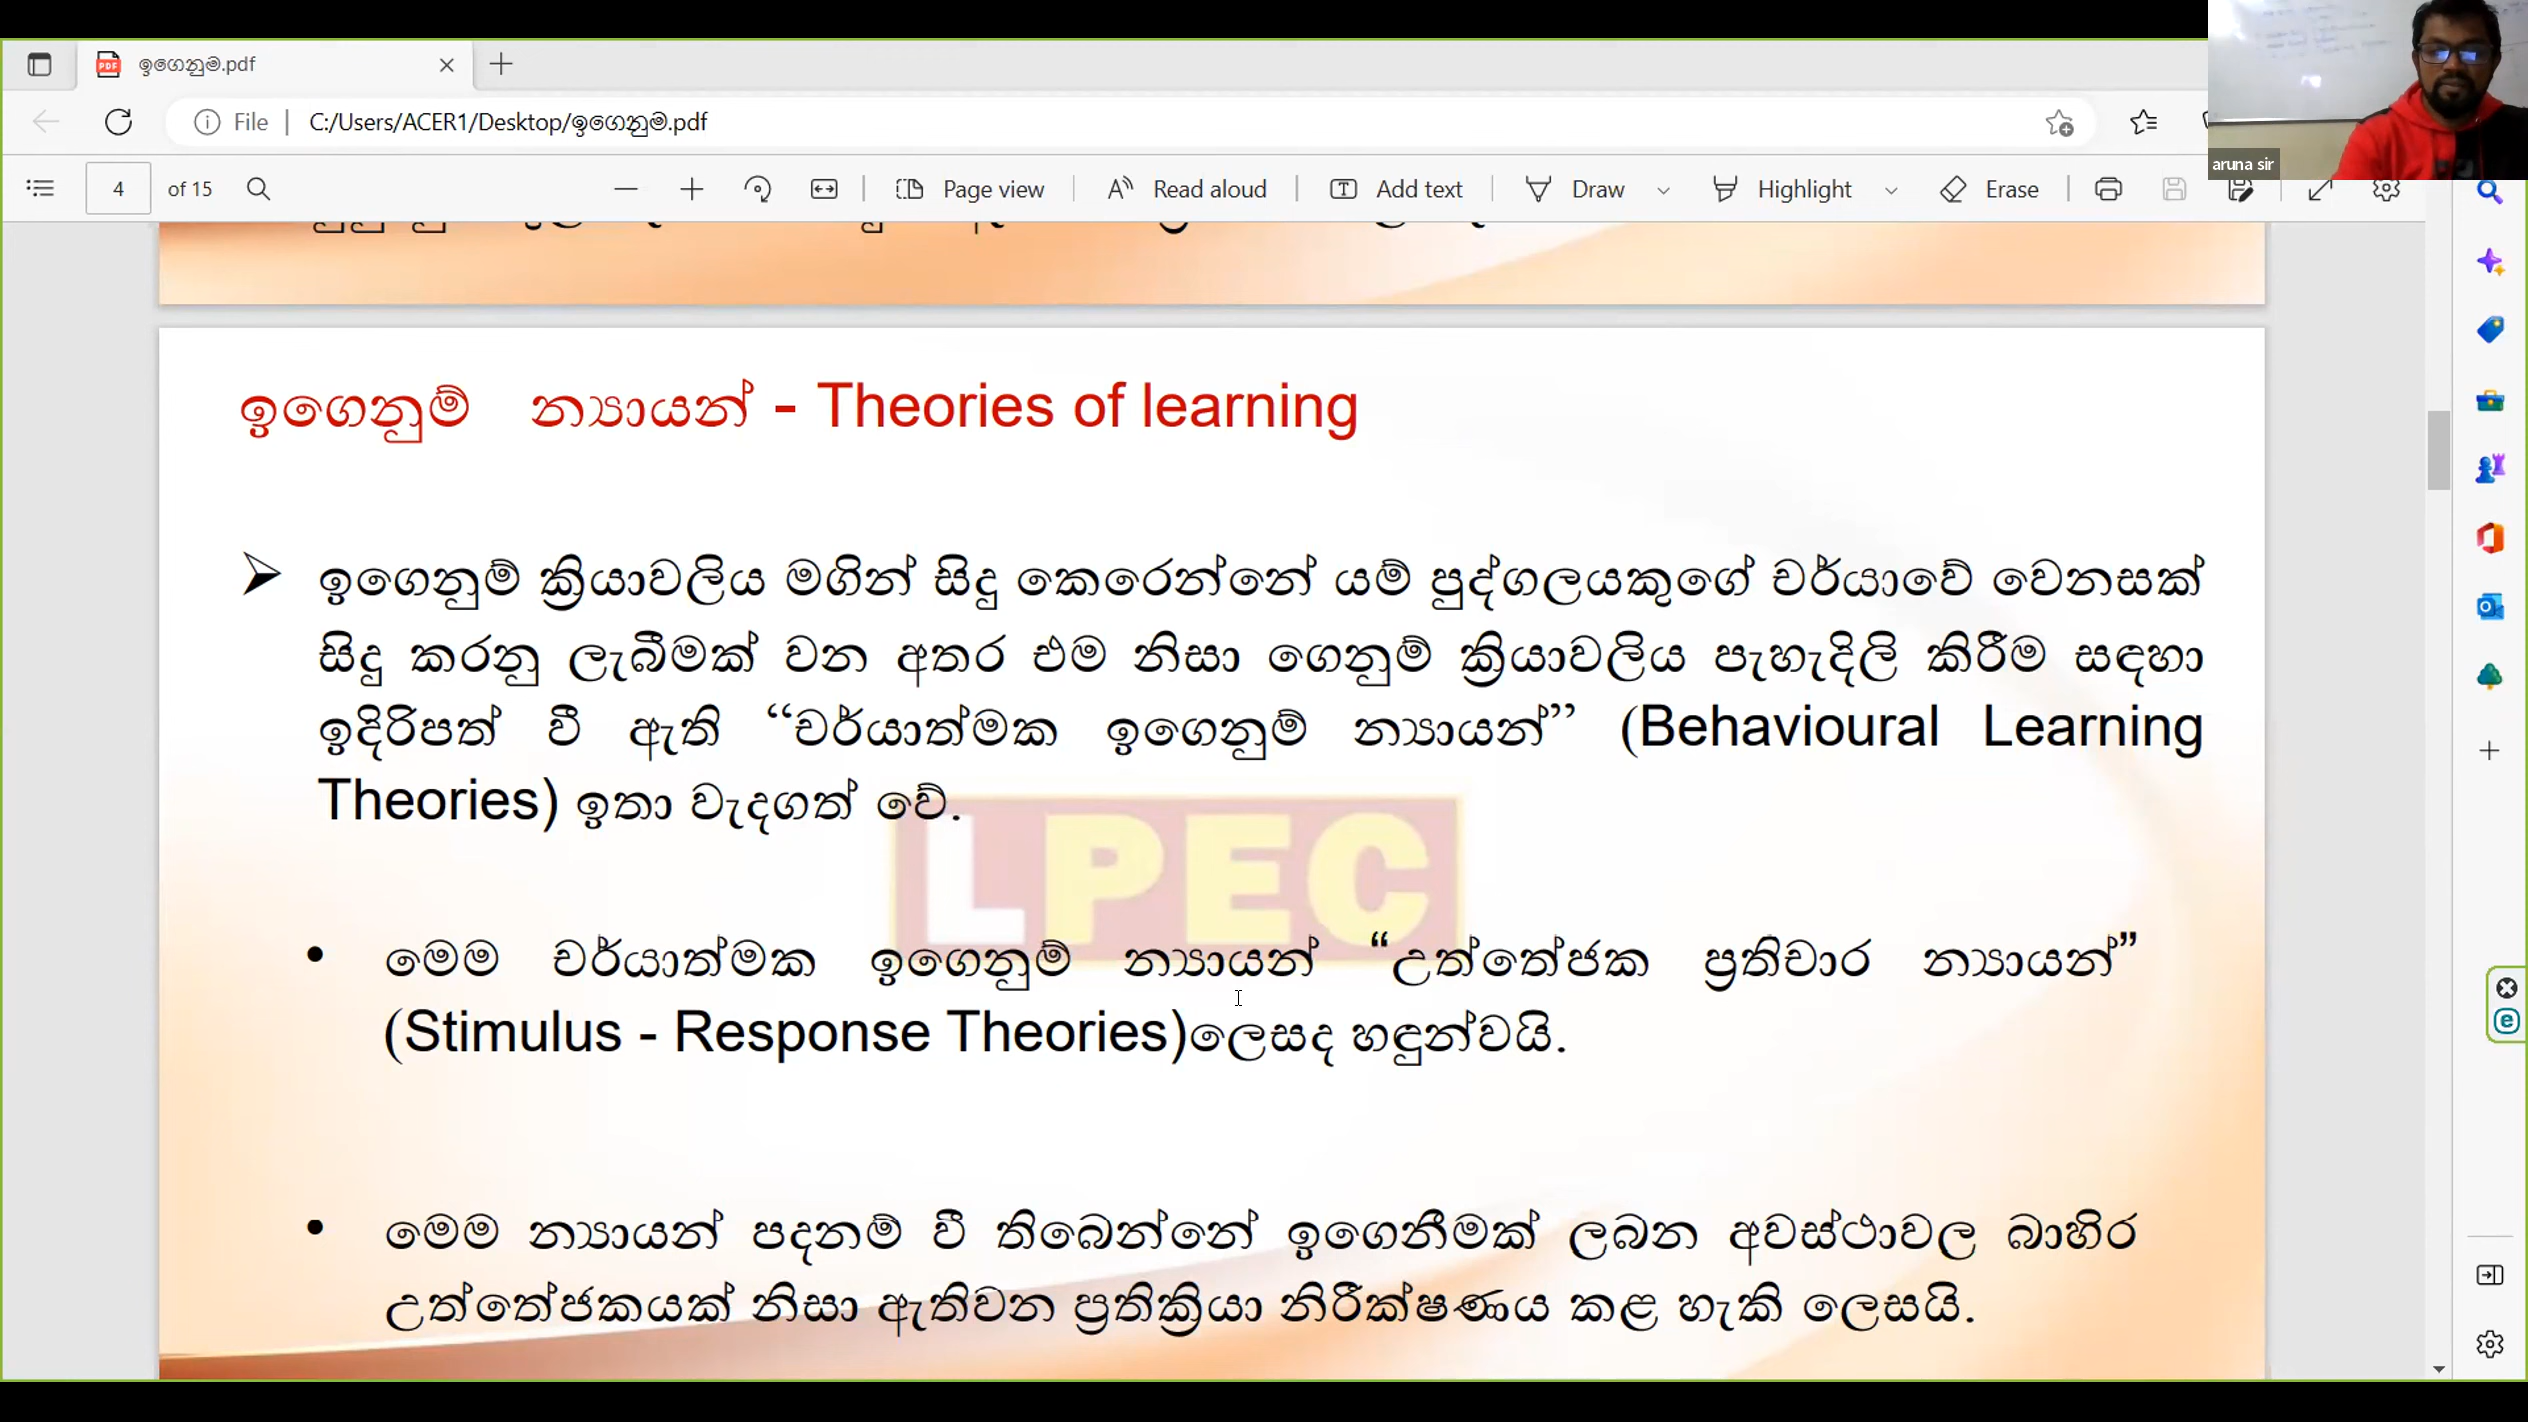 ඉගෙනුම.pdf
File
C:/Users/ACER1/Desktop/ඉගෙනුම.pdf
aruna sir
4 of 15 Page view Read aloud Add text Draw Highlight Erase
ඉගෙනුම් න්‍යායන් - Theories of learning
ඉගෙනුම් ක්‍රියාවලිය මගින් සිදු කෙරෙන්නේ යම් පුද්ගලයකුගේ චර්යාවේ වෙනසක්
සිදු කරනු ලැබීමක් වන අතර එම නිසා ගෙනුම් ක්‍රියාවලිය පැහැදිලි කිරීම සඳහා
ඉදිරිපත් වී ඇති “චර්යාත්මක ඉගෙනුම් න්‍යායන්” (Behavioural Learning
Theories) ඉතා වැදගත් වේ.
LPEC
• මෙම චර්යාත්මක ඉගෙනුම් න්‍යායන් “උත්තේජක ප්‍රතිචාර න්‍යායන්”
(Stimulus - Response Theories)ලෙසද හඳුන්වයි.
• මෙම න්‍යායන් පදනම් වී තිබෙන්නේ ඉගෙනීමක් ලබන අවස්ථාවල බාහිර
උත්තේජකයක් නිසා ඇතිවන ප්‍රතික්‍රියා නිරීක්ෂණය කළ හැකි ලෙසයි.